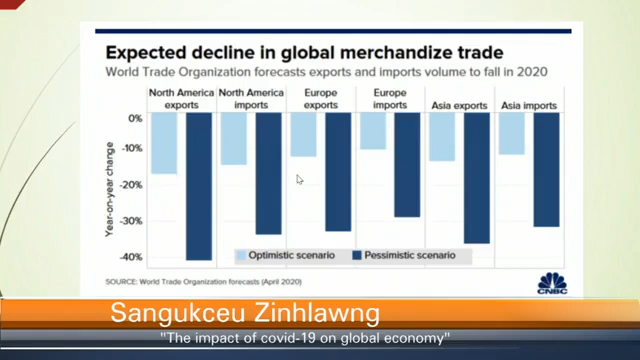 Expected decline in global merchandize trade
World Trade Organization forecasts exports and imports volume to fall in 2020
North America exports
North America imports
Europe exports
Europe imports
Asia exports
Asia imports
0%
-10%
-20%
-30%
-40%
Year-on-year change
Optimistic scenario
Pessimistic scenario
SOURCE: World Trade Organization forecasts (April 2020)
CNBC
Sangukceu Zinhlawng
"The impact of covid-19 on global economy"